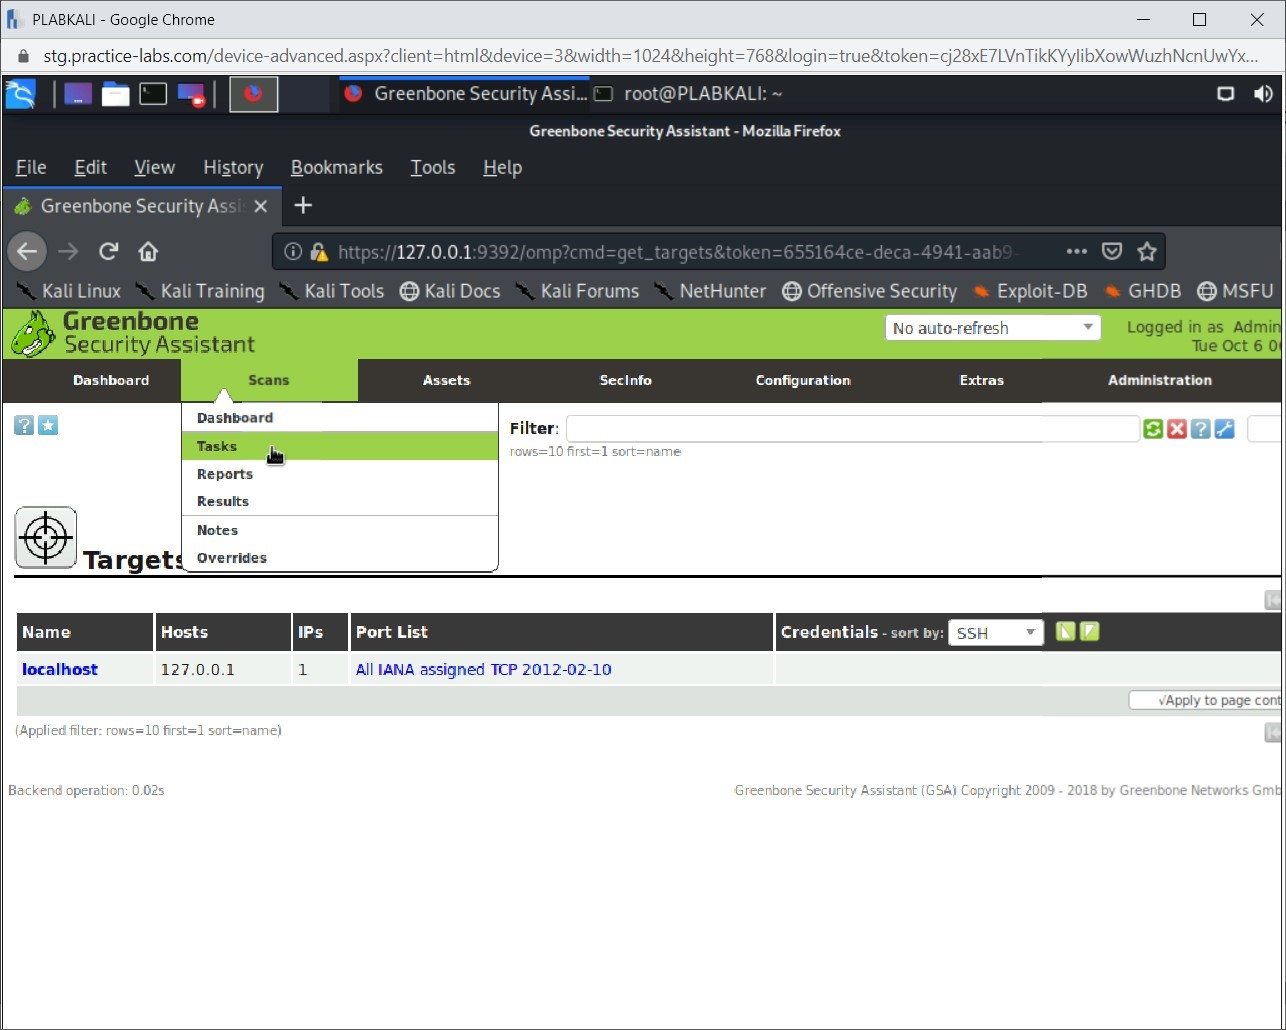 PLABKALI - Google Chrome
stg.practice-labs.com/device-advanced.aspx?client=html&device=3&width=1024&height=768&login=true&token=cj28xE7LVnTikKYyIibXowWuzhNcnUwYx...
Greenbone Security Assi... root@PLABKALI: ~
Greenbone Security Assistant - Mozilla Firefox
File Edit View History Bookmarks Tools Help
Greenbone Security Assi
https://127.0.0.1:9392/omp?cmd=get_targets&token=655164ce-deca-4941-aab9-
Kali Linux Kali Training Kali Tools Kali Docs Kali Forums NetHunter Offensive Security Exploit-DB GHDB MSFU
Greenbone
Security Assistant
No auto-refresh
Logged in as Admin
Tue Oct 6 0
Dashboard Scans Assets SecInfo Configuration Extras Administration
Dashboard
Tasks
Reports
Results
Notes
Overrides
Filter:
rows=10 first=1 sort=name
Targets
Name Hosts IPs Port List Credentials - sort by: SSH
localhost 127.0.0.1 1 All IANA assigned TCP 2012-02-10
√Apply to page cont
(Applied filter: rows=10 first=1 sort=name)
Backend operation: 0.02s
Greenbone Security Assistant (GSA) Copyright 2009 - 2018 by Greenbone Networks Gmb